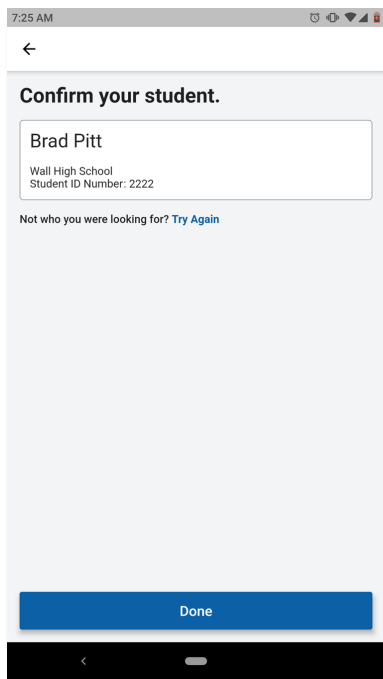 7:25 AM
Confirm your student.
Brad Pitt
Wall High School
Student ID Number: 2222
Not who you were looking for? Try Again
Done